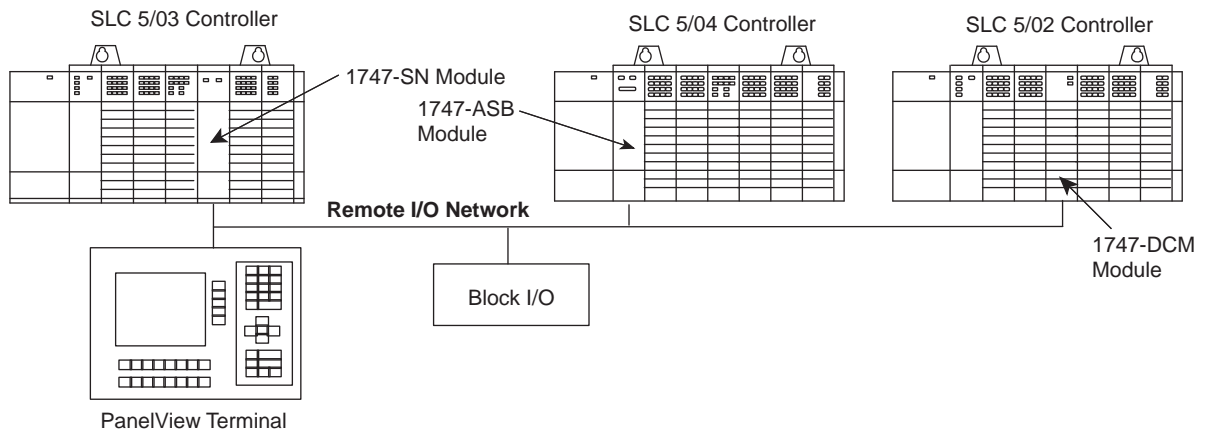 SLC 5/03 Controller
SLC 5/04 Controller
SLC 5/02 Controller
1747-SN Module
1747-ASB
Module
Remote I/O Network
1747-DCM
Module
Block I/O
PanelView Terminal